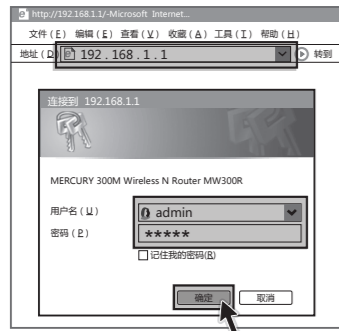 http://192.168.1.1/-Microsoft Internet...
文件(E) 编辑(E) 查看(V) 收藏(A) 工具(I) 帮助(H)
地址(D) 192.168.1.1 转到
连接到 192.168.1.1
MERCURY 300M Wireless N Router MW300R
用户名(U) admin
密码(P) *****
记住我的密码(R)
确定 取消